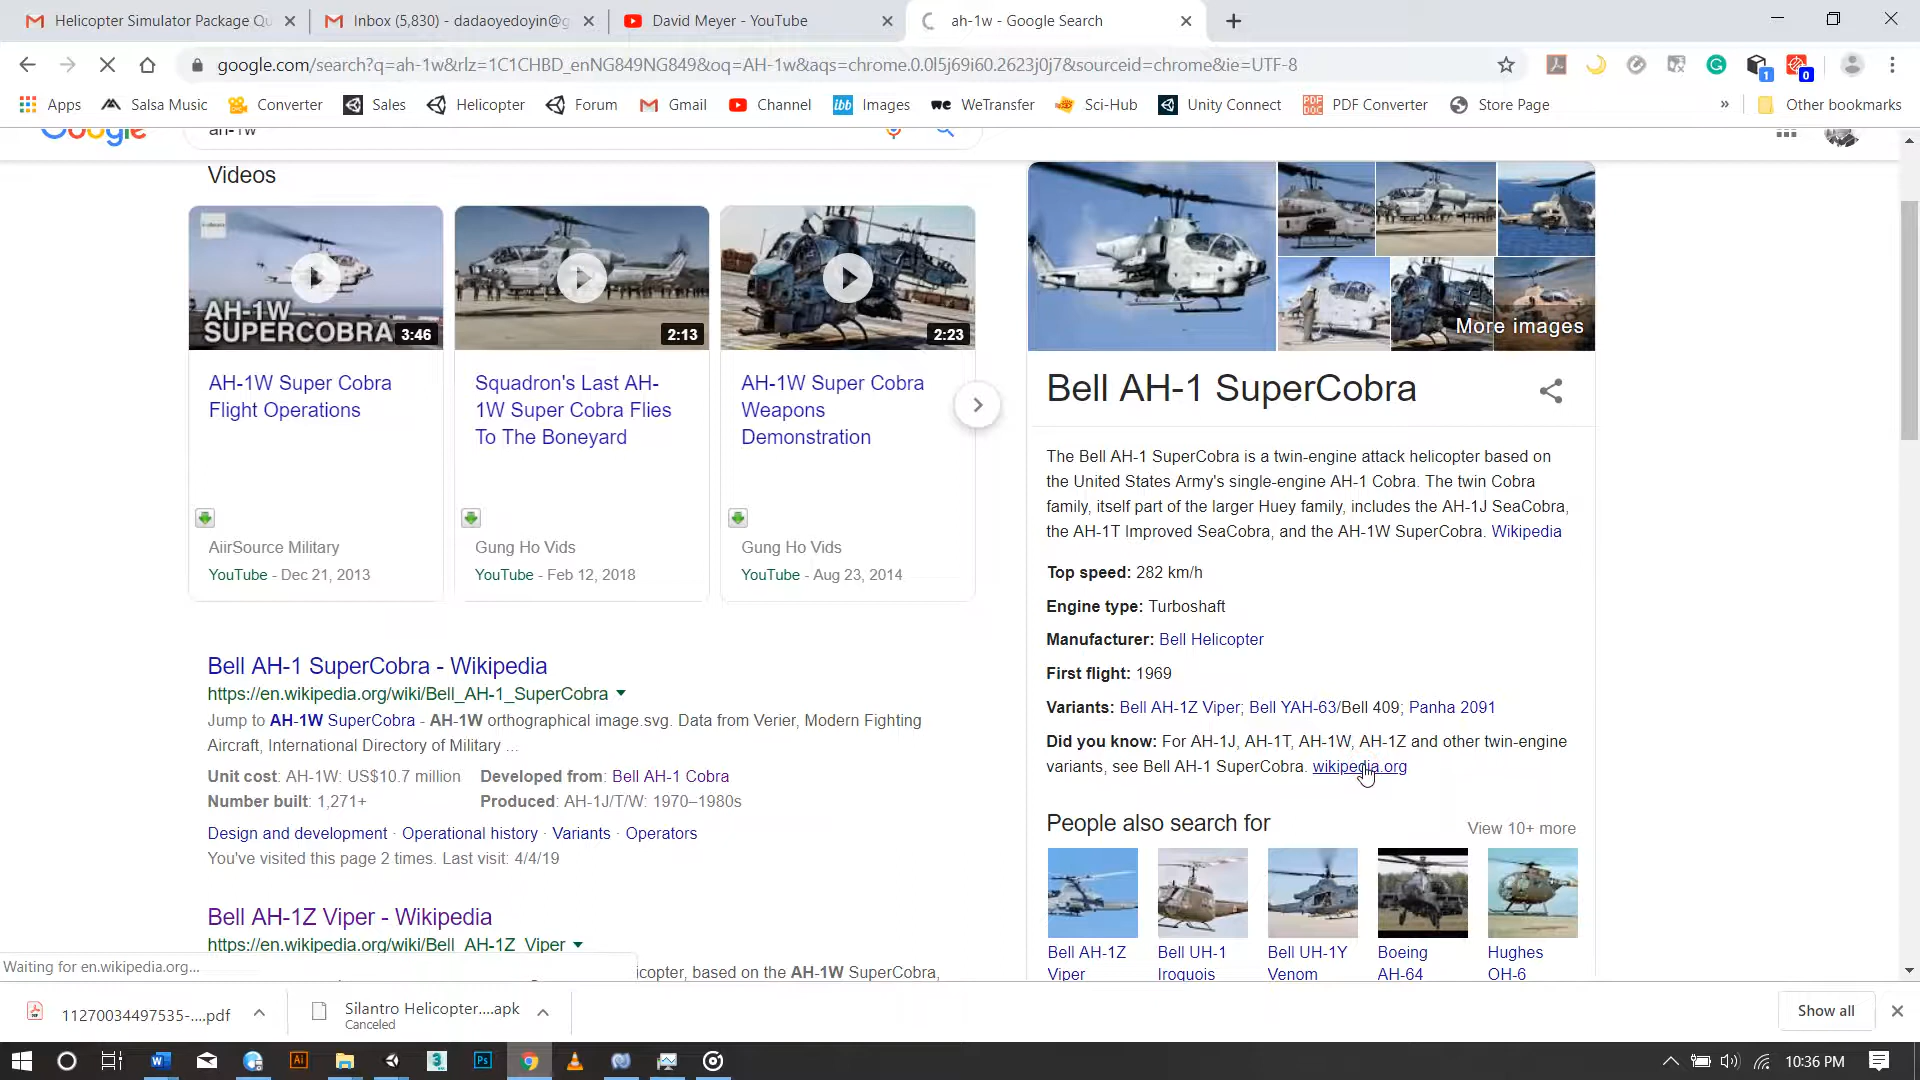 Helicopter Simulator Package Qu
Inbox (5,830) - dadaoyedoyin@g
David Meyer - YouTube
ah-1w - Google Search
google.com/search?q=ah-1w&rlz=1C1CHBD_enNG849NG849&oq=AH-1w&aqs=chrome.0.0l5j69i60.2623j0j7&sourceid=chrome&ie=UTF-8
1
0
Apps
Salsa Music
Converter
Sales
Helicopter
Forum
Gmail
Channel
ibb Images
we WeTransfer
Sci-Hub
Unity Connect
PDF Converter
Store Page
»
Other bookmarks
Google
ah-1w
Videos
AH-1W
SUPERCOBRA
3:46
2:13
2:23
AH-1W Super Cobra
Flight Operations
AiirSource Military
YouTube - Dec 21, 2013
Squadron's Last AH-
1W Super Cobra Flies
To The Boneyard
Gung Ho Vids
YouTube - Feb 12, 2018
AH-1W Super Cobra
Weapons
Demonstration
Gung Ho Vids
YouTube - Aug 23, 2014
Bell AH-1 SuperCobra - Wikipedia
https://en.wikipedia.org/wiki/Bell_AH-1_SuperCobra
Jump to AH-1W SuperCobra - AH-1W orthographical image.svg. Data from Verier, Modern Fighting
Aircraft, International Directory of Military ...
Unit cost: AH-1W: US$10.7 million
Developed from: Bell AH-1 Cobra
Number built: 1,271+
Produced: AH-1J/T/W: 1970–1980s
Design and development · Operational history · Variants · Operators
You've visited this page 2 times. Last visit: 4/4/19
Bell AH-1Z Viper - Wikipedia
https://en.wikipedia.org/wiki/Bell_AH-1Z_Viper
icopter, based on the AH-1W SuperCobra,
Waiting for en.wikipedia.org...
More images
Bell AH-1 SuperCobra
The Bell AH-1 SuperCobra is a twin-engine attack helicopter based on
the United States Army's single-engine AH-1 Cobra. The twin Cobra
family, itself part of the larger Huey family, includes the AH-1J SeaCobra,
the AH-1T Improved SeaCobra, and the AH-1W SuperCobra. Wikipedia
Top speed: 282 km/h
Engine type: Turboshaft
Manufacturer: Bell Helicopter
First flight: 1969
Variants: Bell AH-1Z Viper; Bell YAH-63/Bell 409; Panha 2091
Did you know: For AH-1J, AH-1T, AH-1W, AH-1Z and other twin-engine
variants, see Bell AH-1 SuperCobra. wikipedia.org
People also search for
View 10+ more
Bell AH-1Z
Viper
Bell UH-1
Iroquois
Bell UH-1Y
Venom
Boeing
AH-64
Hughes
OH-6
11270034497535-....pdf
Silantro Helicopter....apk
Canceled
Show all
W
Ai
3
Ps
10:36 PM